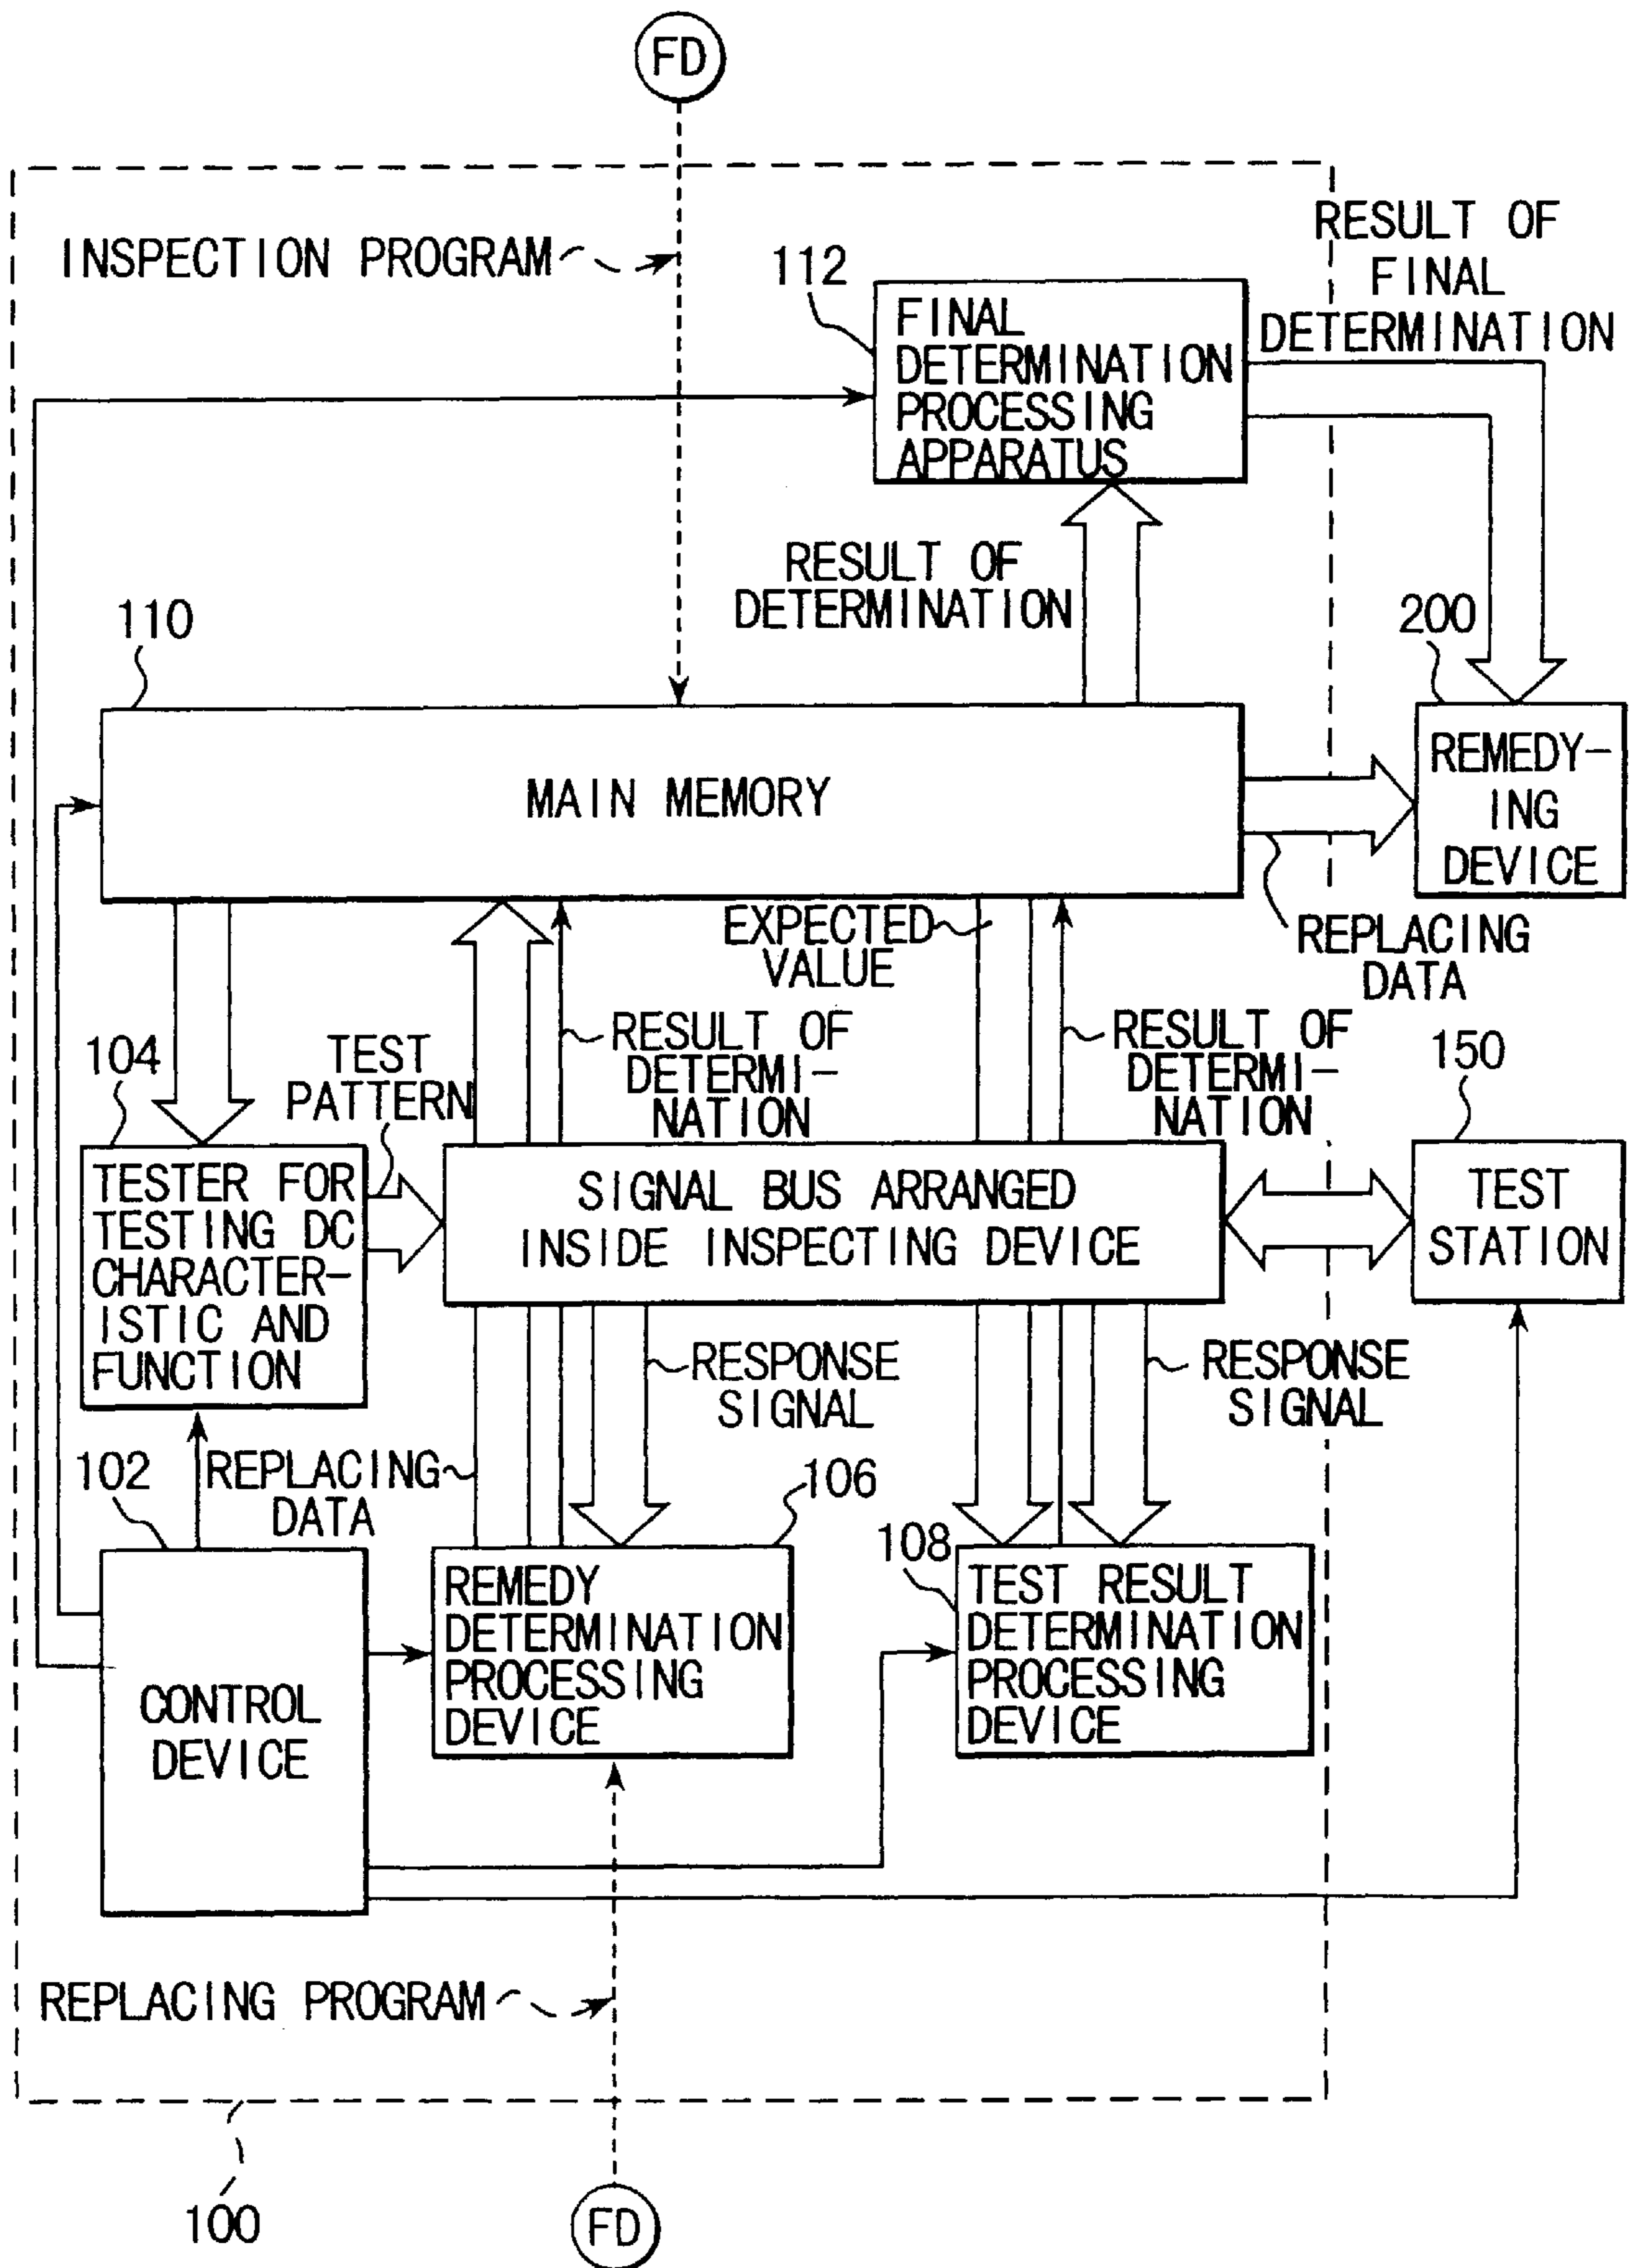 FD
INSPECTION PROGRAM
112
RESULT OF
FINAL
DETERMINATION
FINAL
DETERMINATION
PROCESSING
APPARATUS
RESULT OF
DETERMINATION
110
200
MAIN MEMORY
REMEDY-
ING
DEVICE
EXPECTED
VALUE
REPLACING
DATA
104
TEST
PATTERN
RESULT OF
DETERMI-
NATION
RESULT OF
DETERMI-
NATION
150
TESTER FOR
TESTING DC
CHARACTER-
ISTIC AND
FUNCTION
SIGNAL BUS ARRANGED
INSIDE INSPECTING DEVICE
TEST
STATION
RESPONSE
SIGNAL
RESPONSE
SIGNAL
102
REPLACING
DATA
106
108
CONTROL
DEVICE
REMEDY
DETERMINATION
PROCESSING
DEVICE
TEST RESULT
DETERMINATION
PROCESSING
DEVICE
REPLACING PROGRAM
100
FD